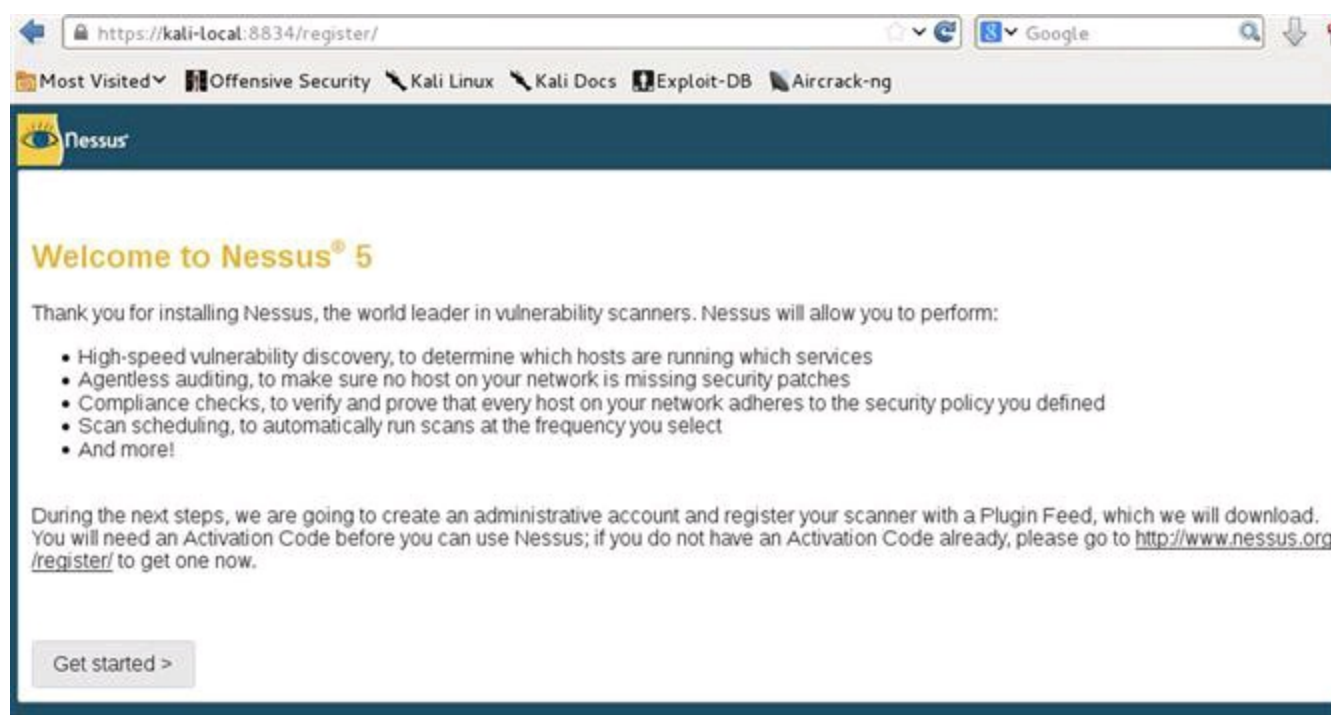 https://kali-local:8834/register/
Google
Most Visited
Offensive Security
Kali Linux
Kali Docs
Exploit-DB
Aircrack-ng
Nessus
Welcome to Nessus® 5
Thank you for installing Nessus, the world leader in vulnerability scanners. Nessus will allow you to perform:
• High-speed vulnerability discovery, to determine which hosts are running which services
• Agentless auditing, to make sure no host on your network is missing security patches
• Compliance checks, to verify and prove that every host on your network adheres to the security policy you defined
• Scan scheduling, to automatically run scans at the frequency you select
• And more!
During the next steps, we are going to create an administrative account and register your scanner with a Plugin Feed, which we will download.
You will need an Activation Code before you can use Nessus; if you do not have an Activation Code already, please go to http://www.nessus.org
/register/ to get one now.
Get started >